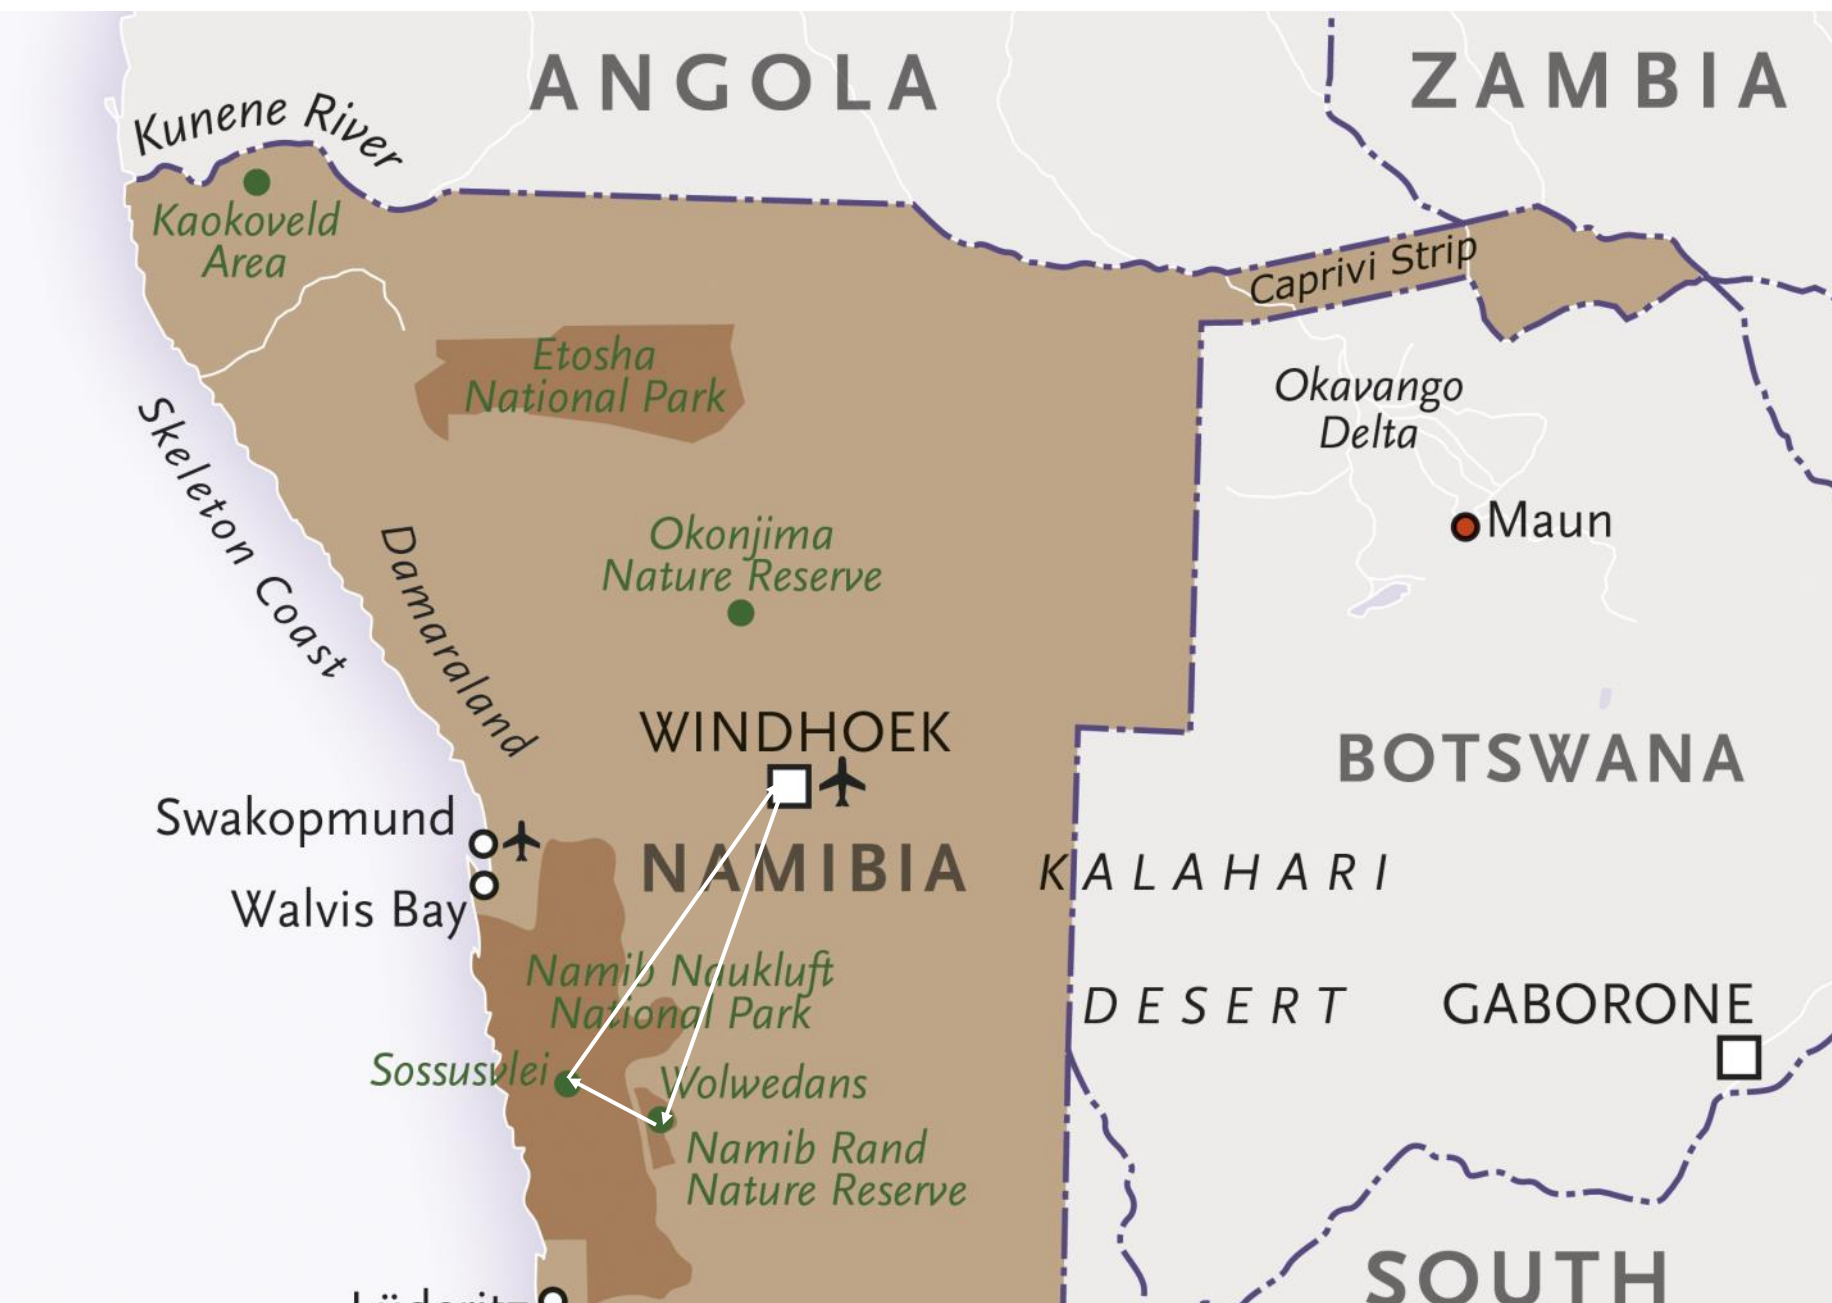 ANGOLA
ZAMBIA
Kunene River
Kaokoveld
Area
Caprivi Strip
Etosha
National Park
Okavango
Delta
Skeleton Coast
Maun
Okonjima
Nature Reserve
Damaraland
WINDHOEK
BOTSWANA
Swakopmund
NAMIBIA
KALAHARI
Walvis Bay
Namib Naukluft
National Park
DESERT
GABORONE
Sossusvlei
Wolwedans
Namib Rand
Nature Reserve
SOUTH
Lüderitz